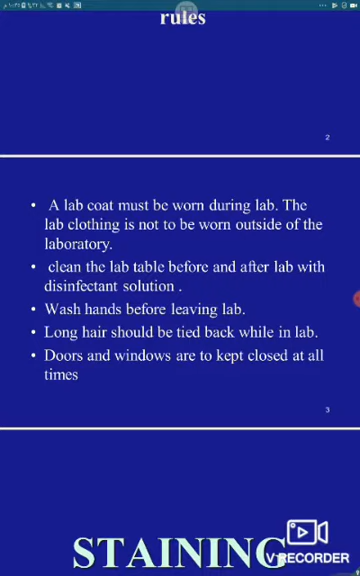 rules
2
• A lab coat must be worn during lab. The
lab clothing is not to be worn outside of the
laboratory.
• clean the lab table before and after lab with
disinfectant solution .
• Wash hands before leaving lab.
• Long hair should be tied back while in lab.
• Doors and windows are to kept closed at all
times
3
STAINING
V RECORDER